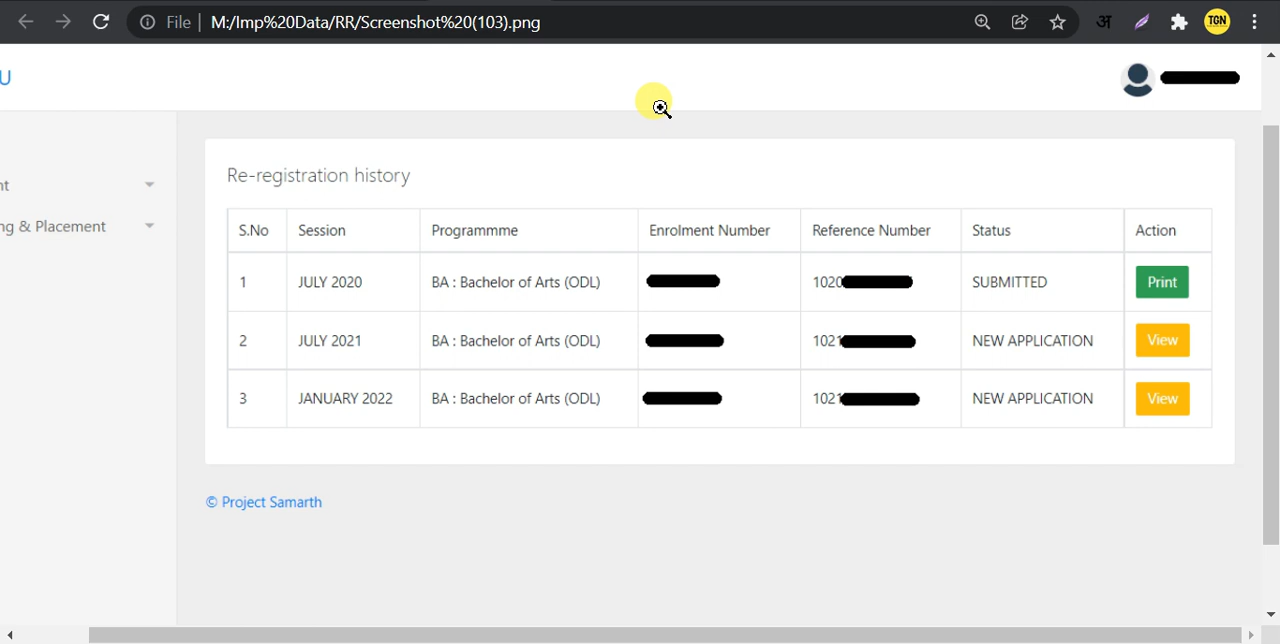 File M:/Imp%20Data/RR/Screenshot%20(103).png अ TGN
U
Re-registration history
S.No Session Programmme Enrolment Number Reference Number Status Action
1 JULY 2020 BA : Bachelor of Arts (ODL) 1020 SUBMITTED Print
nt
ng & Placement
2 JULY 2021 BA : Bachelor of Arts (ODL) 1021 NEW APPLICATION View
3 JANUARY 2022 BA : Bachelor of Arts (ODL) 1021 NEW APPLICATION View
© Project Samarth